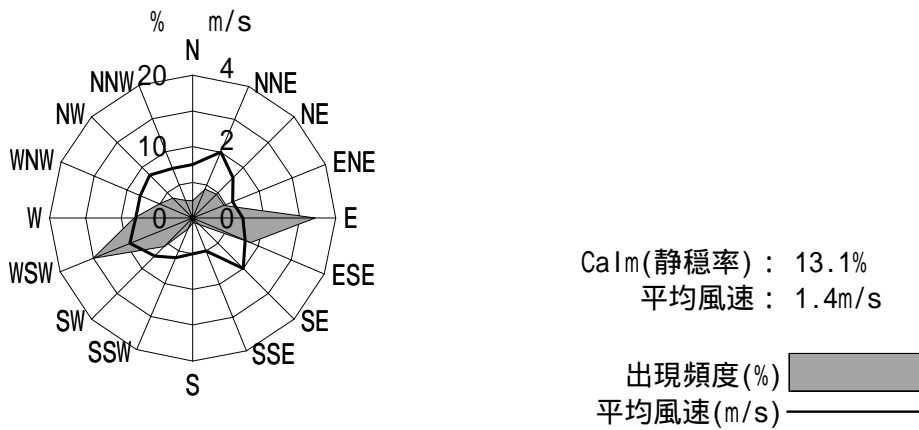 % m/s
N
NNW 20 4 NNE
NW NE
10 2
WNW ENE
W 0 0 E
WSW ESE
SW SE
SSW SSE
S
Calm(静穏率)： 13.1%
平均風速： 1.4m/s
出現頻度(%)
平均風速(m/s)